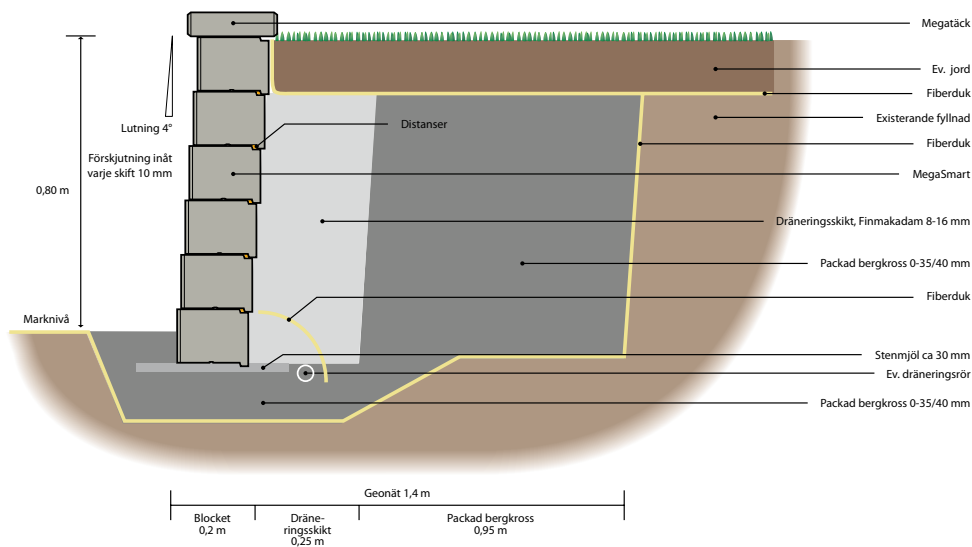 Megatäck
Ev. jord
Fiberduk
Existerande fyllnad
Fiberduk
MegaSmart
Dräneringsskikt, Finmakadam 8-16 mm
Packad bergkross 0-35/40 mm
Fiberduk
Stenmjöl ca 30 mm
Ev. dräneringsrör
Packad bergkross 0-35/40 mm
Distanser
Lutning 4°
Förskjutning inåt
varje skift 10 mm
0,80 m
Marknivå
Geonät 1,4 m
Blocket
0,2 m
Dräne-
ringsskikt
0,25 m
Packad bergkross
0,95 m